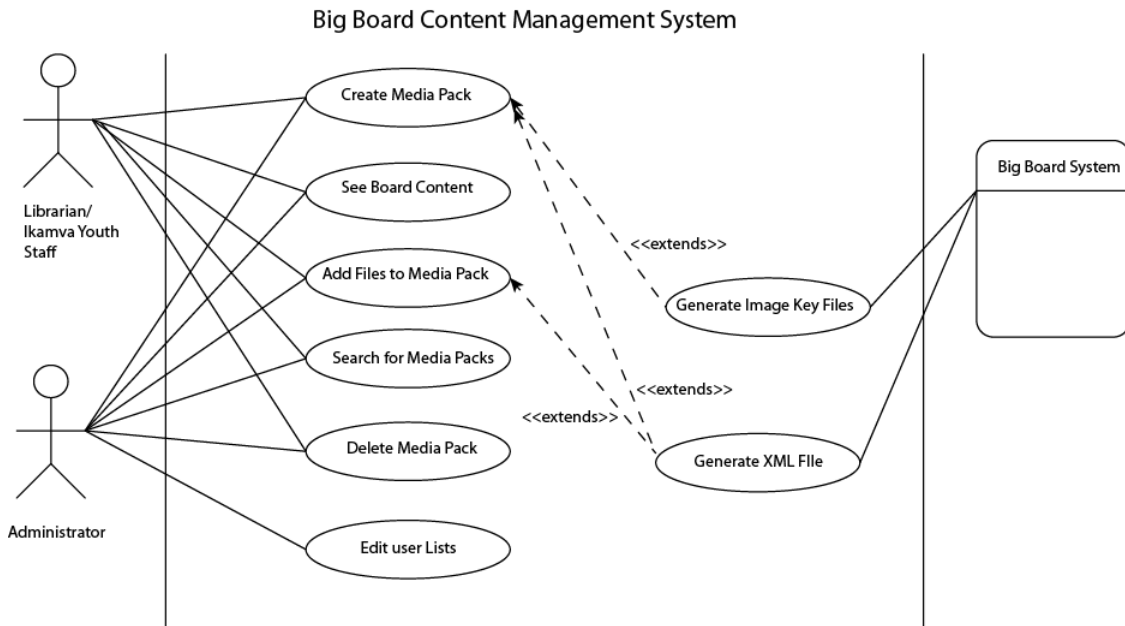 Big Board Content Management System
Create Media Pack
See Board Content
Big Board System
Librarian/
Ikamva Youth
Staff
Add Files to Media Pack
<<extends>>
Generate Image Key Files
Search for Media Packs
<<extends>>
<<extends>>
Delete Media Pack
Generate XML FIle
Administrator
Edit user Lists